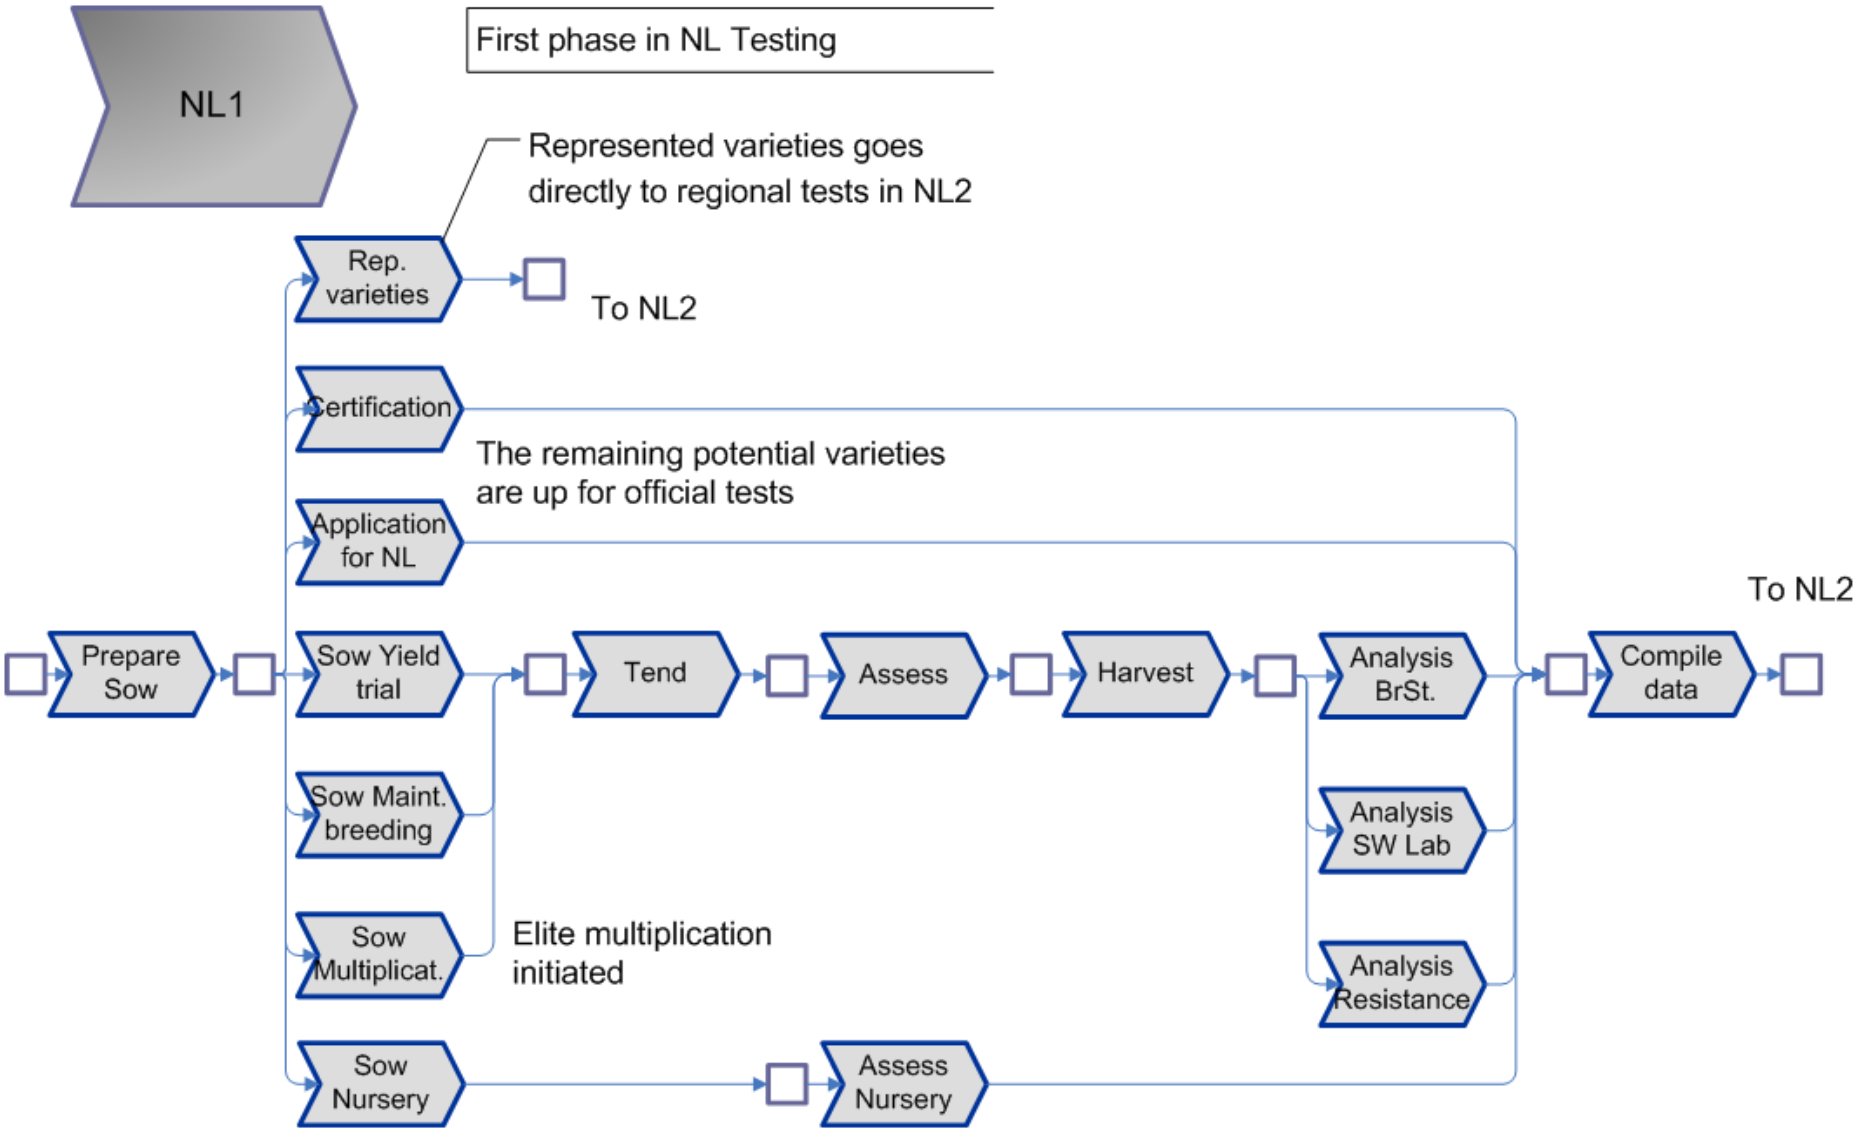 NL1
First phase in NL Testing
Represented varieties goes
directly to regional tests in NL2
Rep.
varieties
To NL2
Certification
The remaining potential varieties
are up for official tests
Application
for NL
To NL2
Prepare
Sow
Sow Yield
trial
Tend
Assess
Harvest
Analysis
BrSt.
Compile
data
Sow Maint.
breeding
Analysis
SW Lab
Sow
Multiplicat.
Elite multiplication
initiated
Analysis
Resistance
Sow
Nursery
Assess
Nursery